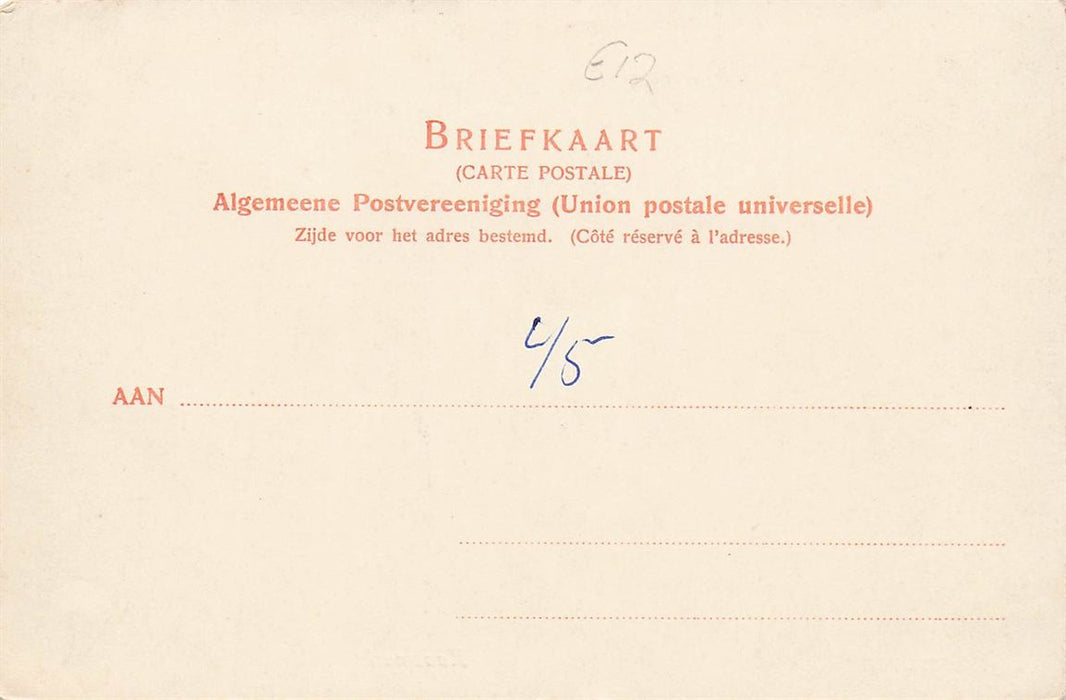 €12
BRIEFKAART
(CARTE POSTALE)
Algemeene Postvereeniging (Union postale universelle)
Zijde voor het adres bestemd. (Côté réservé à l'adresse.)
4/5
AAN